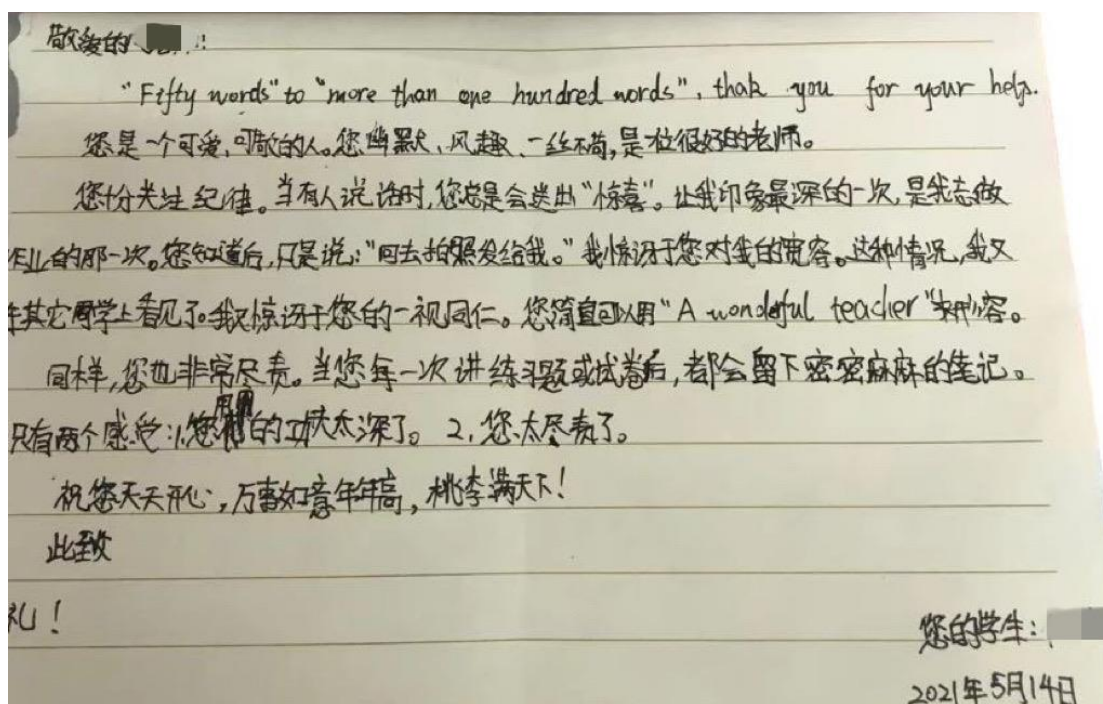 敬爱的
"Fifty words" to "more than one hundred words", thak you for your help.
您是一个可爱,可敬的人。您幽默、风趣、一丝不苟,是位很好的老师。
您十分关注纪律。当有人说话时,您总是会送出"惊喜"。让我印象最深的一次,是我忘做
作业的那一次。您知道后,只是说:"回去拍照发给我。"我惊讶于您对我的宽容。这种情况,我又
在其它同学上看见了。我又惊讶于您的一视同仁。您简直可以用"A wondeful teacher"来形容。
同样,您也非常尽责。当您每一次讲练习题或试卷后,都会留下密密麻麻的笔记。
只有两个感觉:1,您用的功夫太深了。2,您太尽责了。
祝您天天开心,万事如意年年高,桃李满天下!
此致
礼!
您的学生:
2021年5月14日